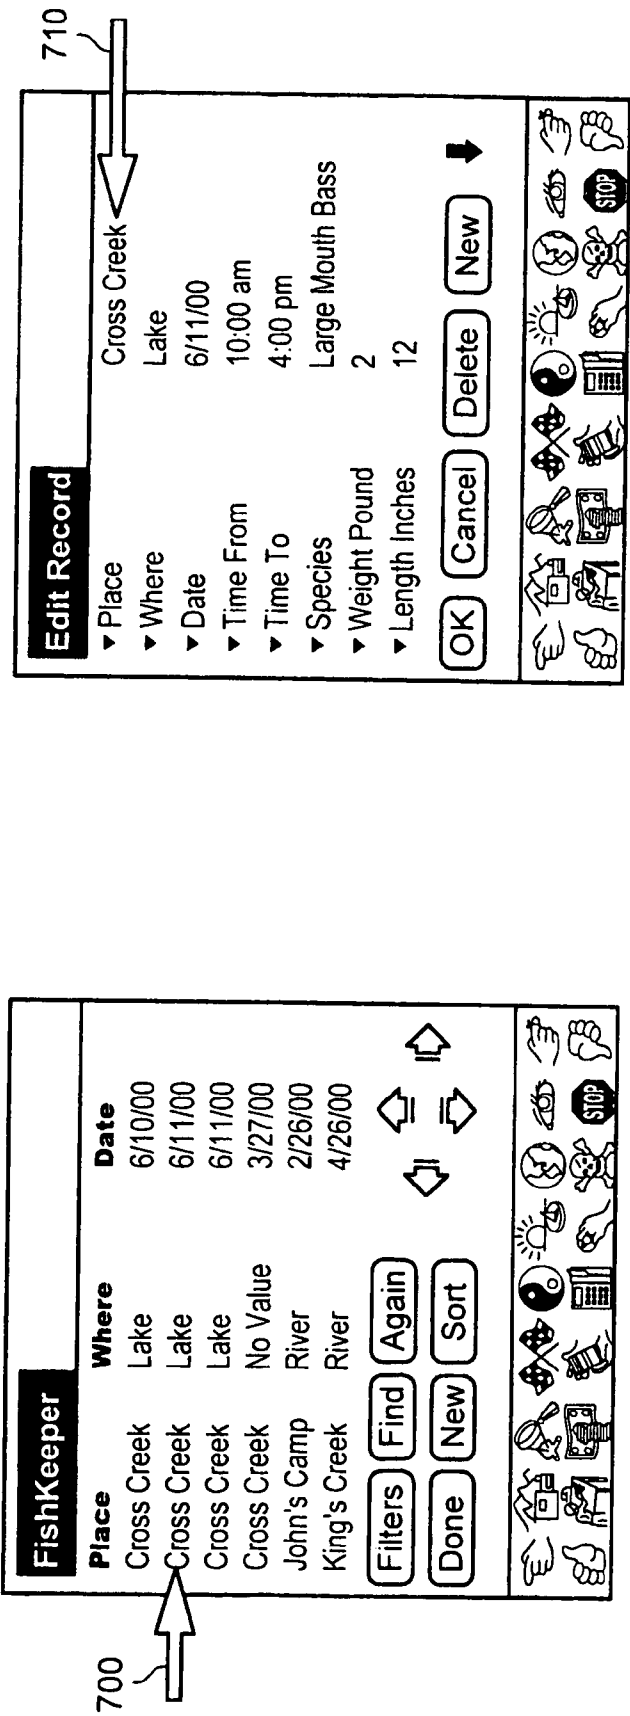 FishKeeper
Place Where Date
Cross Creek Lake 6/10/00
Cross Creek Lake 6/11/00
Cross Creek Lake 6/11/00
Cross Creek No Value 3/27/00
John's Camp River 2/26/00
King's Creek River 4/26/00
Filters Find Again
Done New Sort
STOP
700
Edit Record
Place Cross Creek
Where Lake
Date 6/11/00
Time From 10:00 am
Time To 4:00 pm
Species Large Mouth Bass
Weight Pound 2
Length Inches 12
OK Cancel Delete New
STOP
710